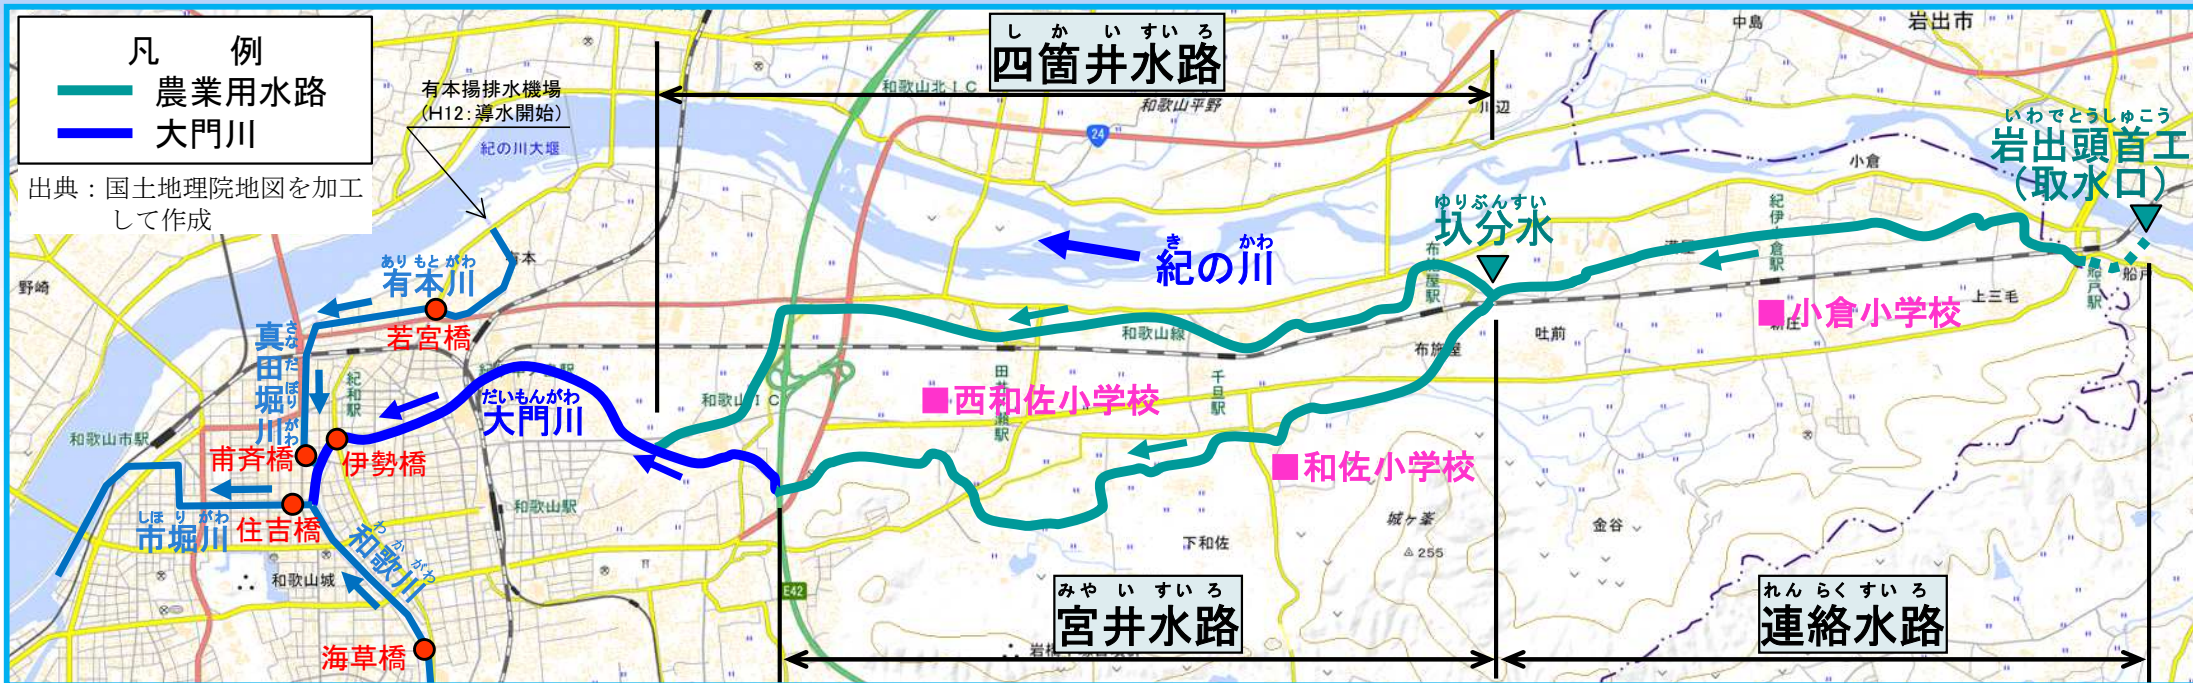 凡 例
農業用水路
大門川
出典：国土地理院地図を加工
して作成
有本揚排水機場
(H12:導水開始)
紀の川大堰
しかいすいろ
四箇井水路
和歌山北IC
和歌山平野
24
川辺
中島
岩出市
いわでとうしゅこう
岩出頭首工
(取水口)
小倉
ゆりぶんすい
圦分水
き かわ
紀の川
布施屋駅
満屋
紀伊小倉駅
船戸駅
船戸
上三毛
新庄
■小倉小学校
吐前
布施屋
和歌山線
千旦駅
田井ノ瀬駅
■西和佐小学校
■和佐小学校
和歌山IC
野崎
有本
ありもとがわ
有本川
若宮橋
さなだぼりがわ
真田堀川
紀和駅
だいもんがわ
大門川
和歌山市駅
甫斉橋
伊勢橋
しほりがわ
市堀川
住吉橋
和歌山駅
わかがわ
和歌川
和歌山城
海草橋
E42
下和佐
城ヶ峯
255
金谷
みやいすいろ
宮井水路
れんらくすいろ
連絡水路